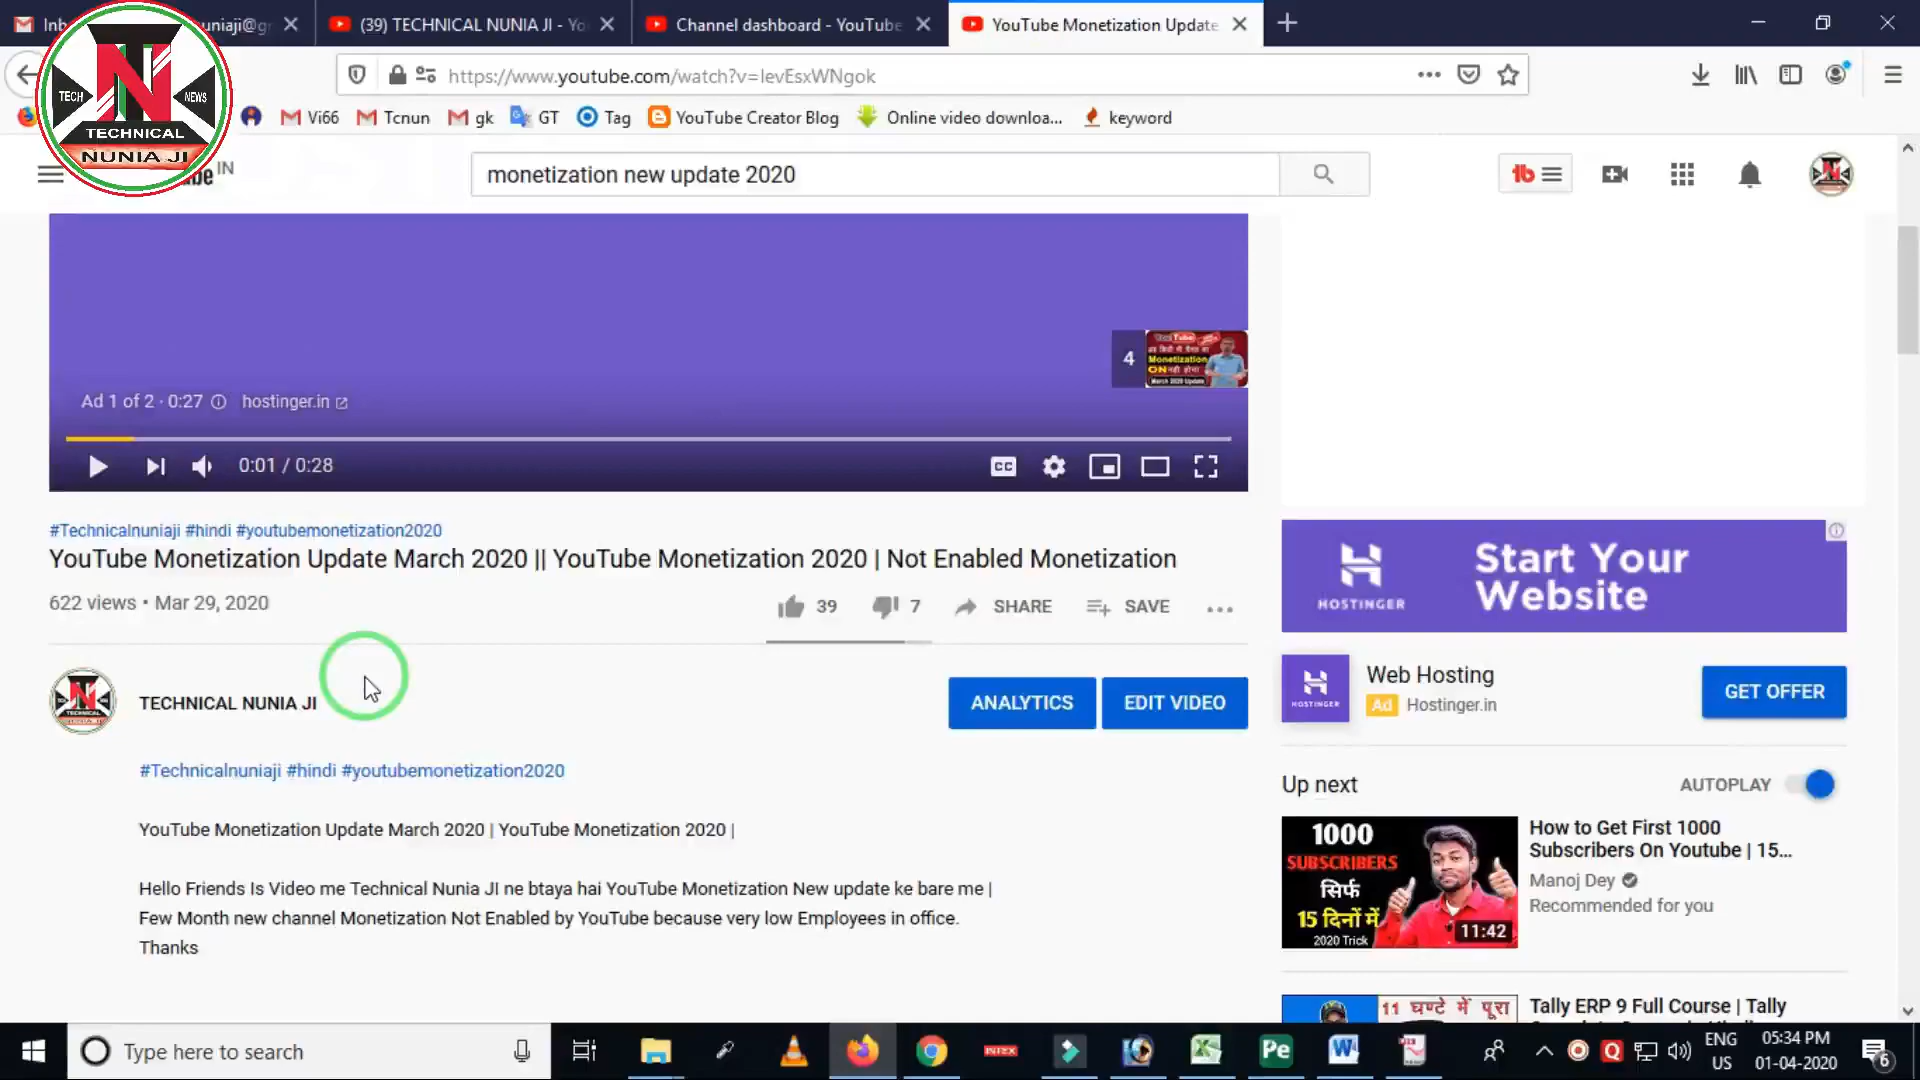 uniaji@g
(39) TECHNICAL NUNIA JI - Yo
Channel dashboard - YouTube
YouTube Monetization Update
https://www.youtube.com/watch?v=IevEsxWNgok
Vi66
Tcnun
gk
GT
Tag
YouTube Creator Blog
Online video downloa...
keyword
TECH
NEWS
TECHNICAL
NUNIA JI
IN
monetization new update 2020
4
Monetization
ON नही होगा
March 2020 Update
Ad 1 of 2 · 0:27
hostinger.in
0:01 / 0:28
CC
#Technicalnuniaji #hindi #youtubemonetization2020
YouTube Monetization Update March 2020 || YouTube Monetization 2020 | Not Enabled Monetization
622 views • Mar 29, 2020
39
7
SHARE
SAVE
TECHNICAL NUNIA JI
ANALYTICS
EDIT VIDEO
#Technicalnuniaji #hindi #youtubemonetization2020
YouTube Monetization Update March 2020 | YouTube Monetization 2020 |
Hello Friends Is Video me Technical Nunia JI ne btaya hai YouTube Monetization New update ke bare me |
Few Month new channel Monetization Not Enabled by YouTube because very low Employees in office.
Thanks
HOSTINGER
Start Your
Website
HOSTINGER
Web Hosting
Ad Hostinger.in
GET OFFER
Up next
AUTOPLAY
1000
SUBSCRIBERS
सिर्फ
15 दिनों में
2020 Trick
11:42
How to Get First 1000
Subscribers On Youtube | 15...
Manoj Dey
Recommended for you
11 घण्टे में पूरा
Tally ERP 9 Full Course | Tally
Type here to search
INTEX
Pe
ENG
US
05:34 PM
01-04-2020
6